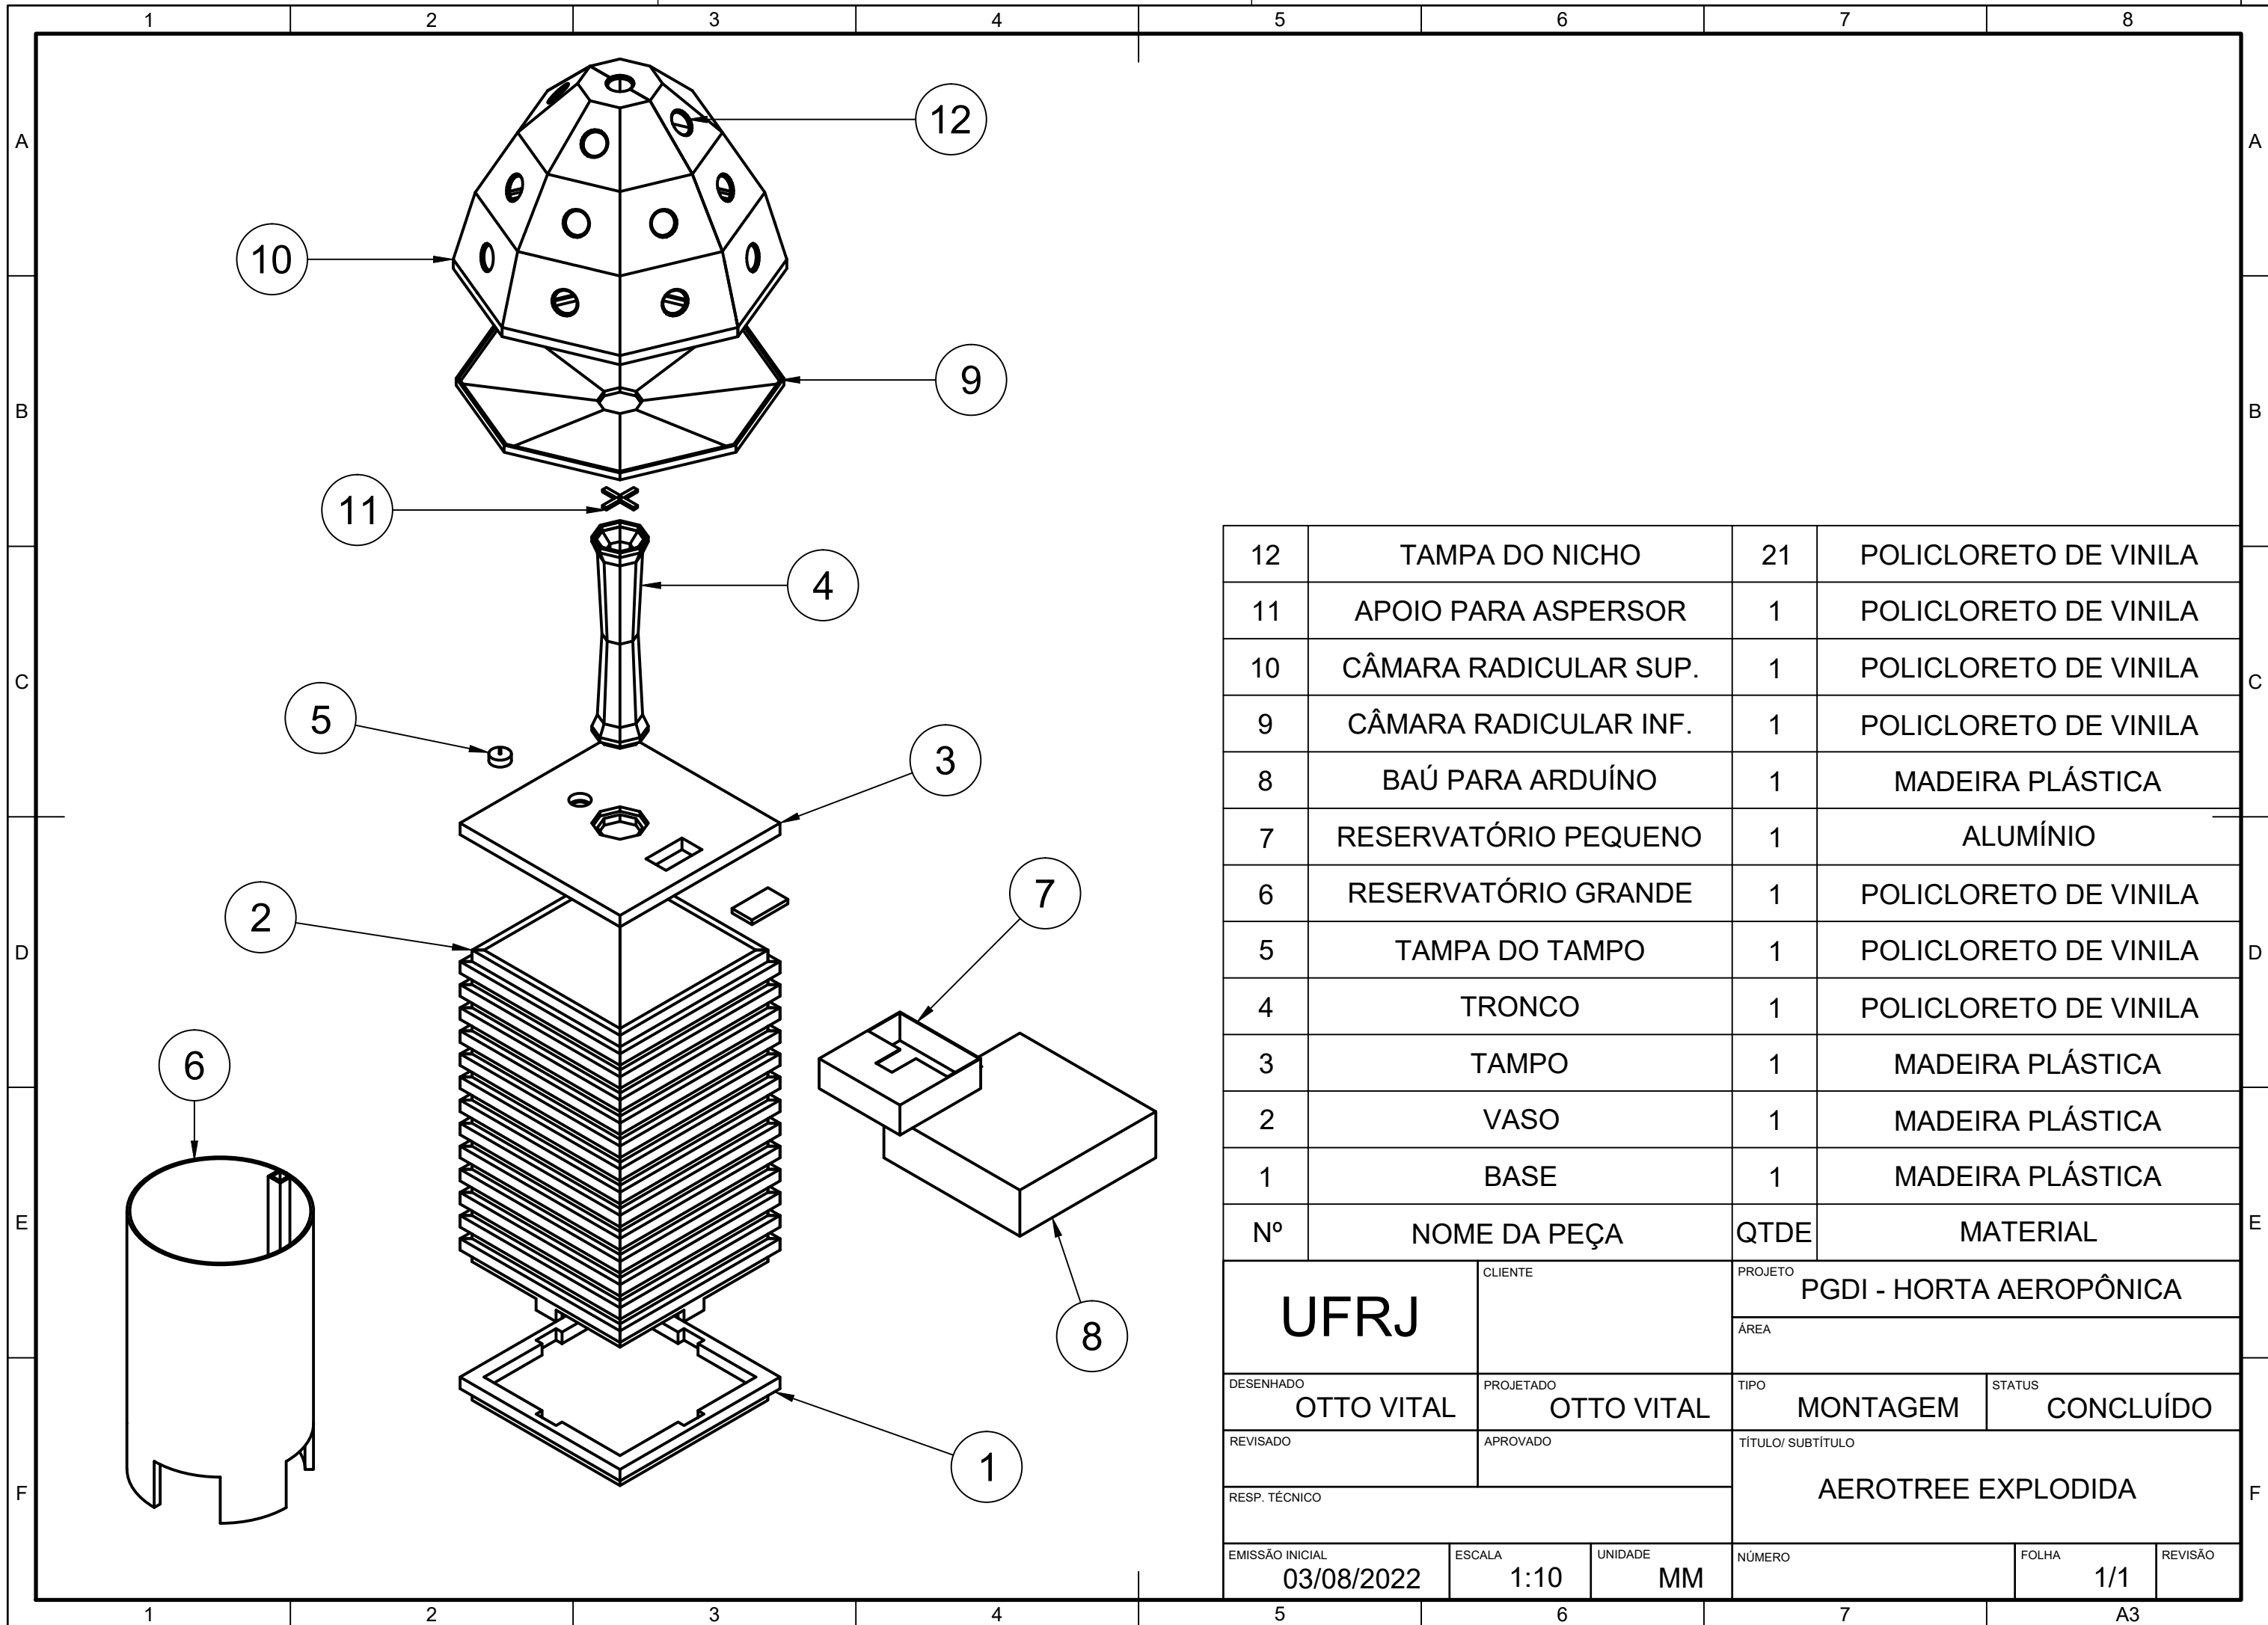 1 2 3 4 5 6 7 8
A A
12
10
B B
9
11
4
C C
5
3
2
7
D D
6
E E
8
1
F F
12 TAMPA DO NICHO 21 POLICLORETO DE VINILA
11 APOIO PARA ASPERSOR 1 POLICLORETO DE VINILA
10 CÂMARA RADICULAR SUP. 1 POLICLORETO DE VINILA
9 CÂMARA RADICULAR INF. 1 POLICLORETO DE VINILA
8 BAÚ PARA ARDUÍNO 1 MADEIRA PLÁSTICA
7 RESERVATÓRIO PEQUENO 1 ALUMÍNIO
6 RESERVATÓRIO GRANDE 1 POLICLORETO DE VINILA
5 TAMPA DO TAMPO 1 POLICLORETO DE VINILA
4 TRONCO 1 POLICLORETO DE VINILA
3 TAMPO 1 MADEIRA PLÁSTICA
2 VASO 1 MADEIRA PLÁSTICA
1 BASE 1 MADEIRA PLÁSTICA
Nº NOME DA PEÇA QTDE MATERIAL
UFRJ
CLIENTE
PROJETO
PGDI - HORTA AEROPÔNICA
ÁREA
DESENHADO
OTTO VITAL
PROJETADO
OTTO VITAL
TIPO
MONTAGEM
STATUS
CONCLUÍDO
REVISADO
APROVADO
TÍTULO/ SUBTÍTULO
AEROTREE EXPLODIDA
RESP. TÉCNICO
EMISSÃO INICIAL
03/08/2022
ESCALA
1:10
UNIDADE
MM
NÚMERO
FOLHA
1/1
REVISÃO
1 2 3 4 5 6 7 A3